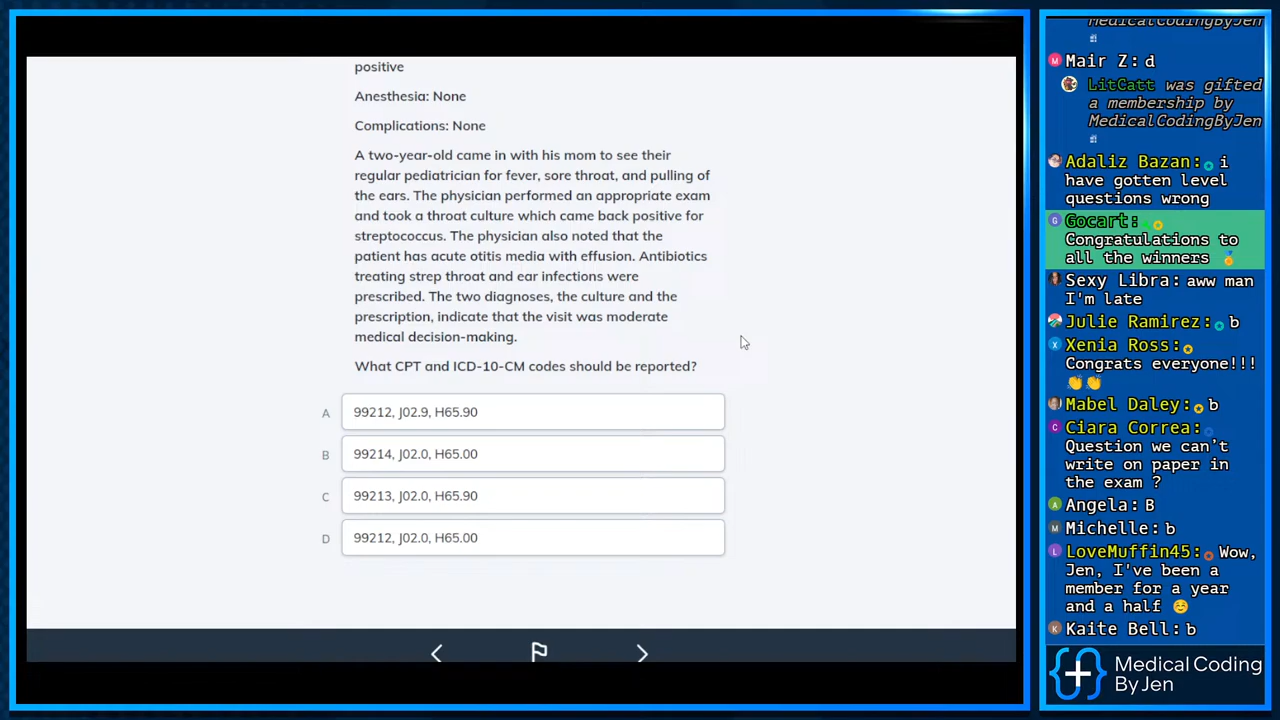 positive
Anesthesia: None
Complications: None
A two-year-old came in with his mom to see their
regular pediatrician for fever, sore throat, and pulling of
the ears. The physician performed an appropriate exam
and took a throat culture which came back positive for
streptococcus. The physician also noted that the
patient has acute otitis media with effusion. Antibiotics
treating strep throat and ear infections were
prescribed. The two diagnoses, the culture and the
prescription, indicate that the visit was moderate
medical decision-making.
What CPT and ICD-10-CM codes should be reported?
A 99212, J02.9, H65.90
B 99214, J02.0, H65.00
C 99213, J02.0, H65.90
D 99212, J02.0, H65.00
MedicalCodingByJen
M Mair Z: d
LitCatt was gifted
a membership by
MedicalCodingByJen
Adaliz Bazan: i
have gotten level
questions wrong
G Gocart:
Congratulations to
all the winners 🏅
Sexy Libra: aww man
I'm late
Julie Ramirez: b
Xenia Ross:
Congrats everyone!!!
👏👏
Mabel Daley: b
C Ciara Correa:
Question we can't
write on paper in
the exam ?
A Angela: B
M Michelle: b
L LoveMuffin45: Wow,
Jen, I've been a
member for a year
and a half ☺️
K Kaite Bell: b
Medical Coding
By Jen